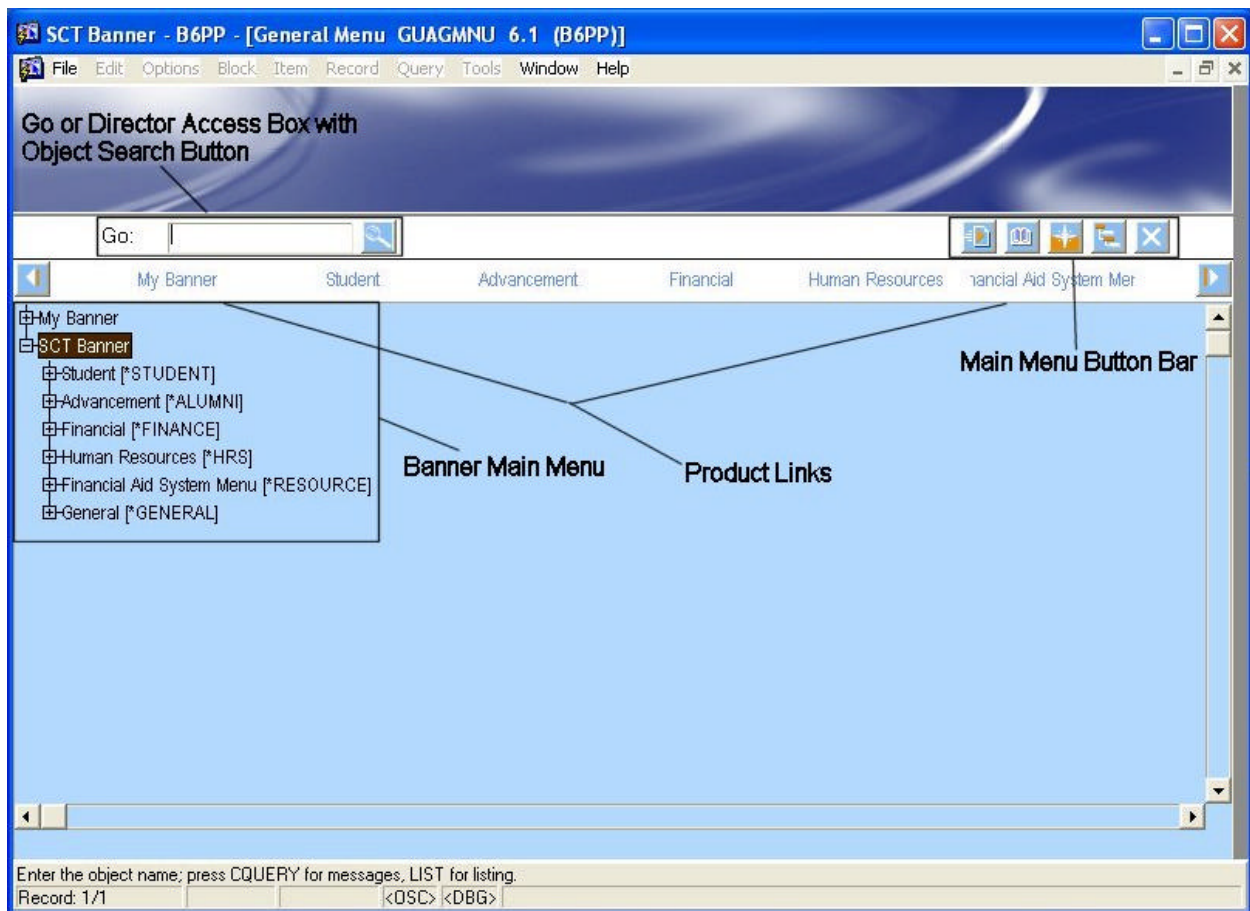 SCT Banner - B6PP - [General Menu GUAGMNU 6.1 (B6PP)]
File Edit Options Block Item Record Query Tools Window Help
Go or Director Access Box with
Object Search Button
Go:
My Banner Student Advancement Financial Human Resources nancial Aid System Mer
My Banner
SCT Banner
Student [*STUDENT]
Advancement [*ALUMNI]
Financial [*FINANCE]
Human Resources [*HRS]
Financial Aid System Menu [*RESOURCE]
General [*GENERAL]
Main Menu Button Bar
Banner Main Menu
Product Links
Enter the object name; press CQUERY for messages, LIST for listing.
Record: 1/1 <OSC> <DBG>